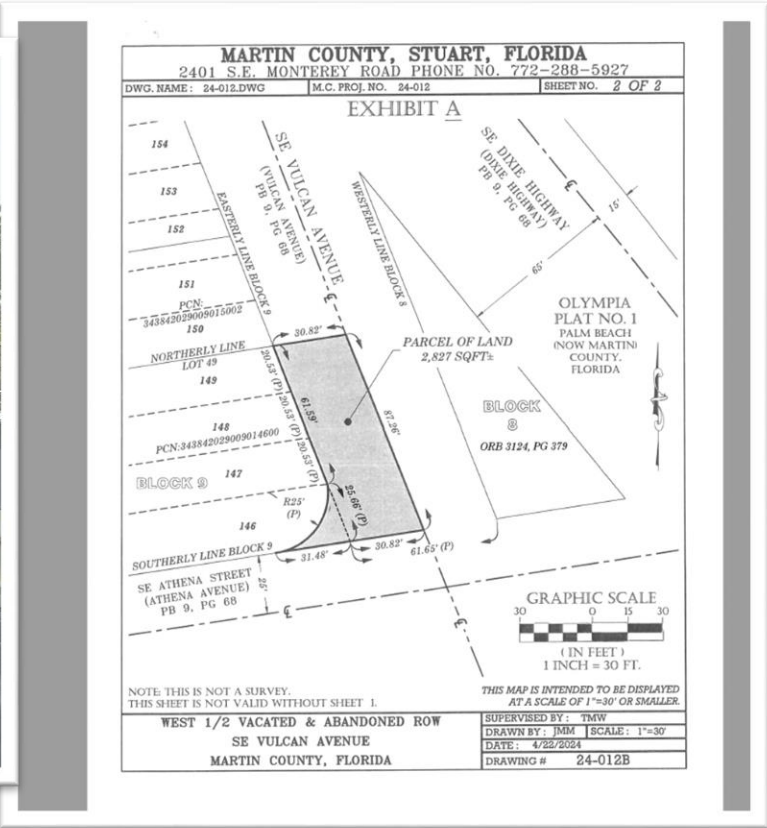 MARTIN COUNTY, STUART, FLORIDA
2401 S.E. MONTEREY ROAD PHONE NO. 772-288-5927
DWG. NAME: 24-012.DWG
M.C. PROJ. NO. 24-012
SHEET NO. 2 OF 2
EXHIBIT A
154
153
152
151
PCN:
343842029009015002
150
NORTHERLY LINE
LOT 49
149
148
PCN:343842029009014600
147
BLOCK 9
146
SOUTHERLY LINE BLOCK 9
EASTERLY LINE BLOCK 9
SE VULCAN AVENUE
(VULCAN AVENUE)
PB 9, PG 68
WESTERLY LINE BLOCK 8
SE DIXIE HIGHWAY
(DIXIE HIGHWAY)
PB 9, PG 68
15'
65'
OLYMPIA
PLAT NO. 1
PALM BEACH
(NOW MARTIN)
COUNTY,
FLORIDA
PARCEL OF LAND
2,827 SQFT±
30.82'
20.53' (P)
20.53' (P)
20.53' (P)
61.59'
87.26'
BLOCK
8
ORB 3124, PG 379
R25'
(P)
25.66' (P)
31.48'
30.82'
61.65' (P)
SE ATHENA STREET
(ATHENA AVENUE)
PB 9, PG 68
25'
GRAPHIC SCALE
30 0 15 30
( IN FEET )
1 INCH = 30 FT.
NOTE: THIS IS NOT A SURVEY.
THIS SHEET IS NOT VALID WITHOUT SHEET 1.
THIS MAP IS INTENDED TO BE DISPLAYED
AT A SCALE OF 1"=30' OR SMALLER.
WEST 1/2 VACATED & ABANDONED ROW
SE VULCAN AVENUE
MARTIN COUNTY, FLORIDA
SUPERVISED BY: TMW
DRAWN BY: JMM
SCALE: 1"=30'
DATE: 4/22/2024
DRAWING # 24-012B